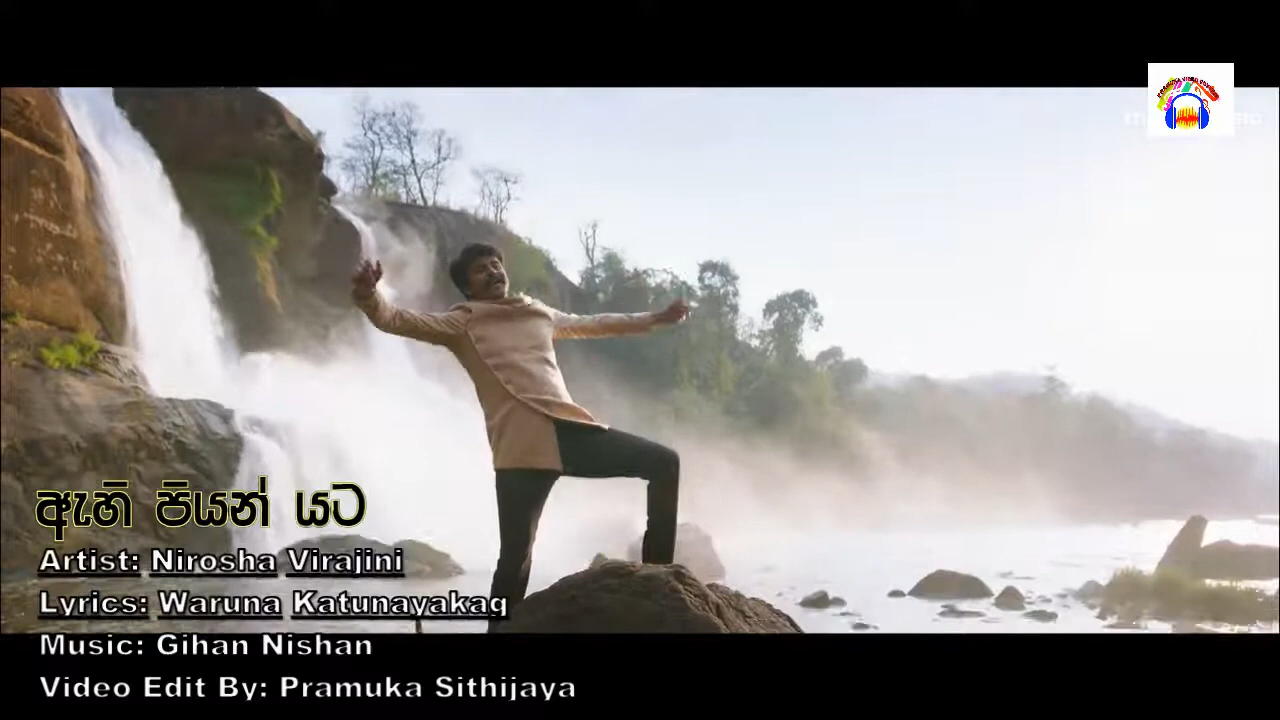 ඇහි පියන් යට
Artist: Nirosha Virajini
Lyrics: Waruna Katunayakaq
Music: Gihan Nishan
Video Edit By: Pramuka Sithijaya